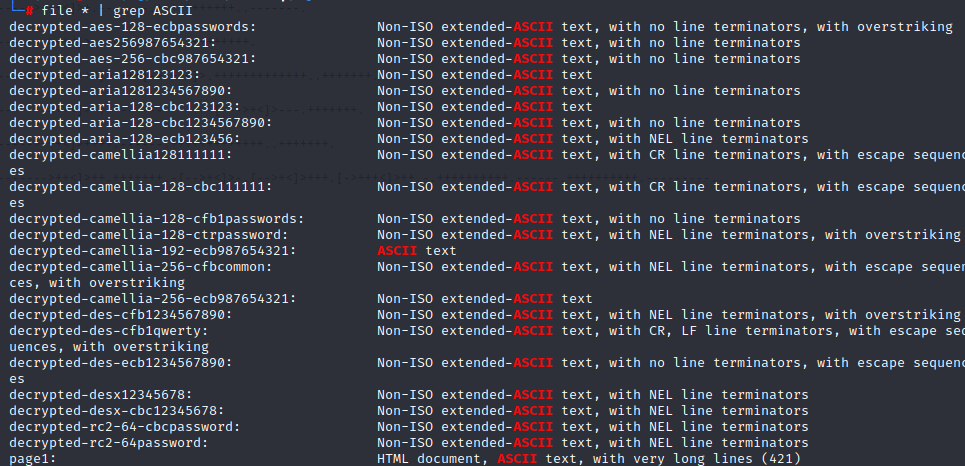 └─# file * | grep ASCII
decrypted-aes-128-ecbpasswords: Non-ISO extended-ASCII text, with no line terminators, with overstriking
decrypted-aes256987654321: Non-ISO extended-ASCII text, with no line terminators
decrypted-aes-256-cbc987654321: Non-ISO extended-ASCII text, with no line terminators
decrypted-aria128123123: Non-ISO extended-ASCII text
decrypted-aria1281234567890: Non-ISO extended-ASCII text, with no line terminators
decrypted-aria-128-cbc123123: Non-ISO extended-ASCII text
decrypted-aria-128-cbc1234567890: Non-ISO extended-ASCII text, with no line terminators
decrypted-aria-128-ecb123456: Non-ISO extended-ASCII text, with NEL line terminators
decrypted-camellia128111111: Non-ISO extended-ASCII text, with CR line terminators, with escape sequenc
es
decrypted-camellia-128-cbc111111: Non-ISO extended-ASCII text, with CR line terminators, with escape sequenc
es
decrypted-camellia-128-cfb1passwords: Non-ISO extended-ASCII text, with no line terminators
decrypted-camellia-128-ctrpassword: Non-ISO extended-ASCII text, with NEL line terminators, with overstriking
decrypted-camellia-192-ecb987654321: ASCII text
decrypted-camellia-256-cfbcommon: Non-ISO extended-ASCII text, with NEL line terminators, with escape sequen
ces, with overstriking
decrypted-camellia-256-ecb987654321: Non-ISO extended-ASCII text
decrypted-des-cfb1234567890: Non-ISO extended-ASCII text, with NEL line terminators, with overstriking
decrypted-des-cfb1qwerty: Non-ISO extended-ASCII text, with CR, LF line terminators, with escape seq
uences, with overstriking
decrypted-des-ecb1234567890: Non-ISO extended-ASCII text, with no line terminators, with escape sequenc
es
decrypted-desx12345678: Non-ISO extended-ASCII text, with NEL line terminators
decrypted-desx-cbc12345678: Non-ISO extended-ASCII text, with NEL line terminators
decrypted-rc2-64-cbcpassword: Non-ISO extended-ASCII text, with NEL line terminators
decrypted-rc2-64password: Non-ISO extended-ASCII text, with NEL line terminators
page1: HTML document, ASCII text, with very long lines (421)